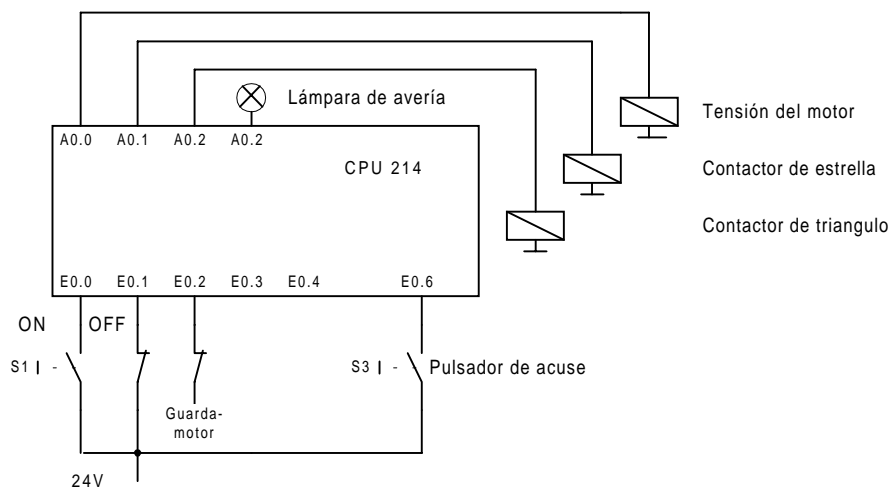 Lámpara de avería
Tensión del motor
A0.0 A0.1 A0.2 A0.2
CPU 214
Contactor de estrella
Contactor de triangulo
E0.0 E0.1 E0.2 E0.3 E0.4 E0.6
ON OFF
S1 S3 Pulsador de acuse
Guarda-
motor
24V